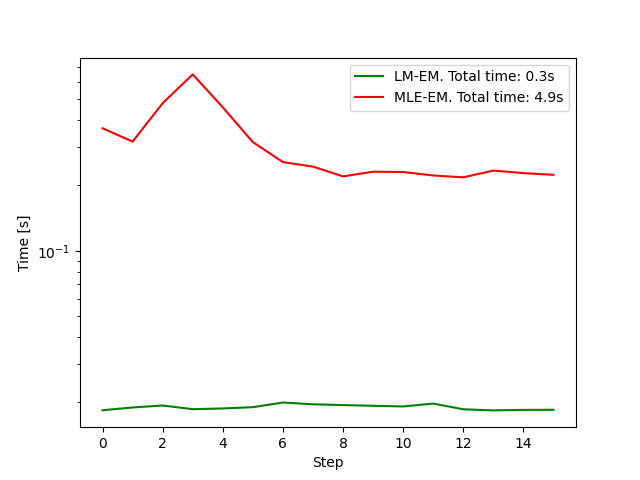 LM-EM. Total time: 0.3s
MLE-EM. Total time: 4.9s
Time [s]
10⁻¹
0 2 4 6 8 10 12 14
Step